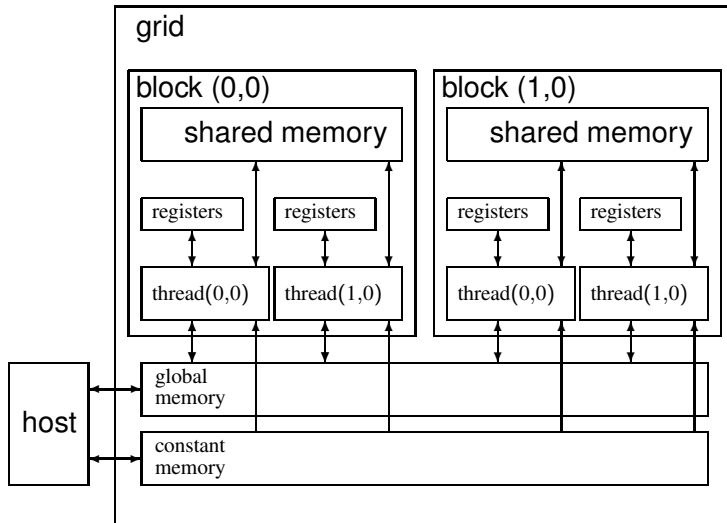 grid
block (0,0)
block (1,0)
shared memory
shared memory
registers
registers
registers
registers
thread(0,0)
thread(1,0)
thread(0,0)
thread(1,0)
global
memory
host
constant
memory